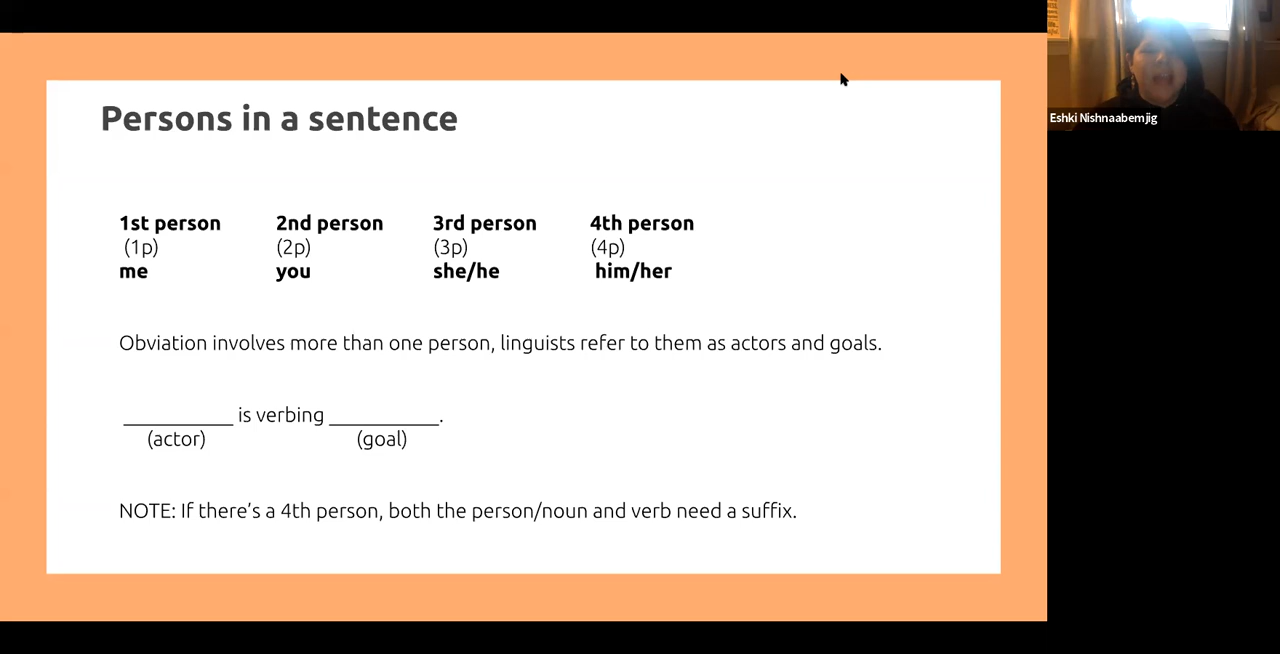 Persons in a sentence
1st person 2nd person 3rd person 4th person
(1p) (2p) (3p) (4p)
me you she/he him/her
Obviation involves more than one person, linguists refer to them as actors and goals.
__________ is verbing __________.
(actor) (goal)
NOTE: If there’s a 4th person, both the person/noun and verb need a suffix.
Eshki Nishnaabemjig